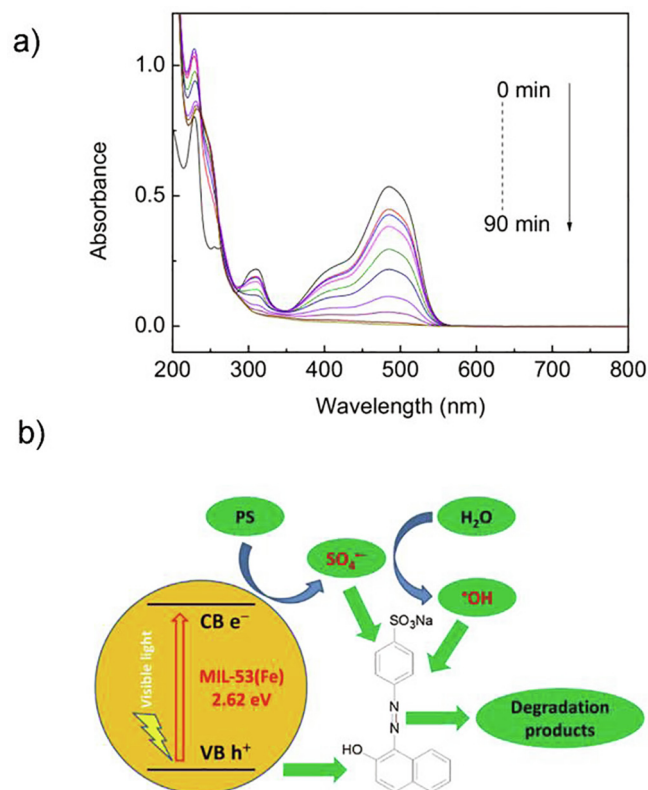 a)
1.0
0.5
0.0
Absorbance
0 min
90 min
200 300 400 500 600 700 800
Wavelength (nm)
b)
PS
SO₄•⁻
H₂O
•OH
SO₃Na
CB e⁻
Visible light
MIL-53(Fe)
2.62 eV
VB h⁺
N
N
HO
Degradation
products